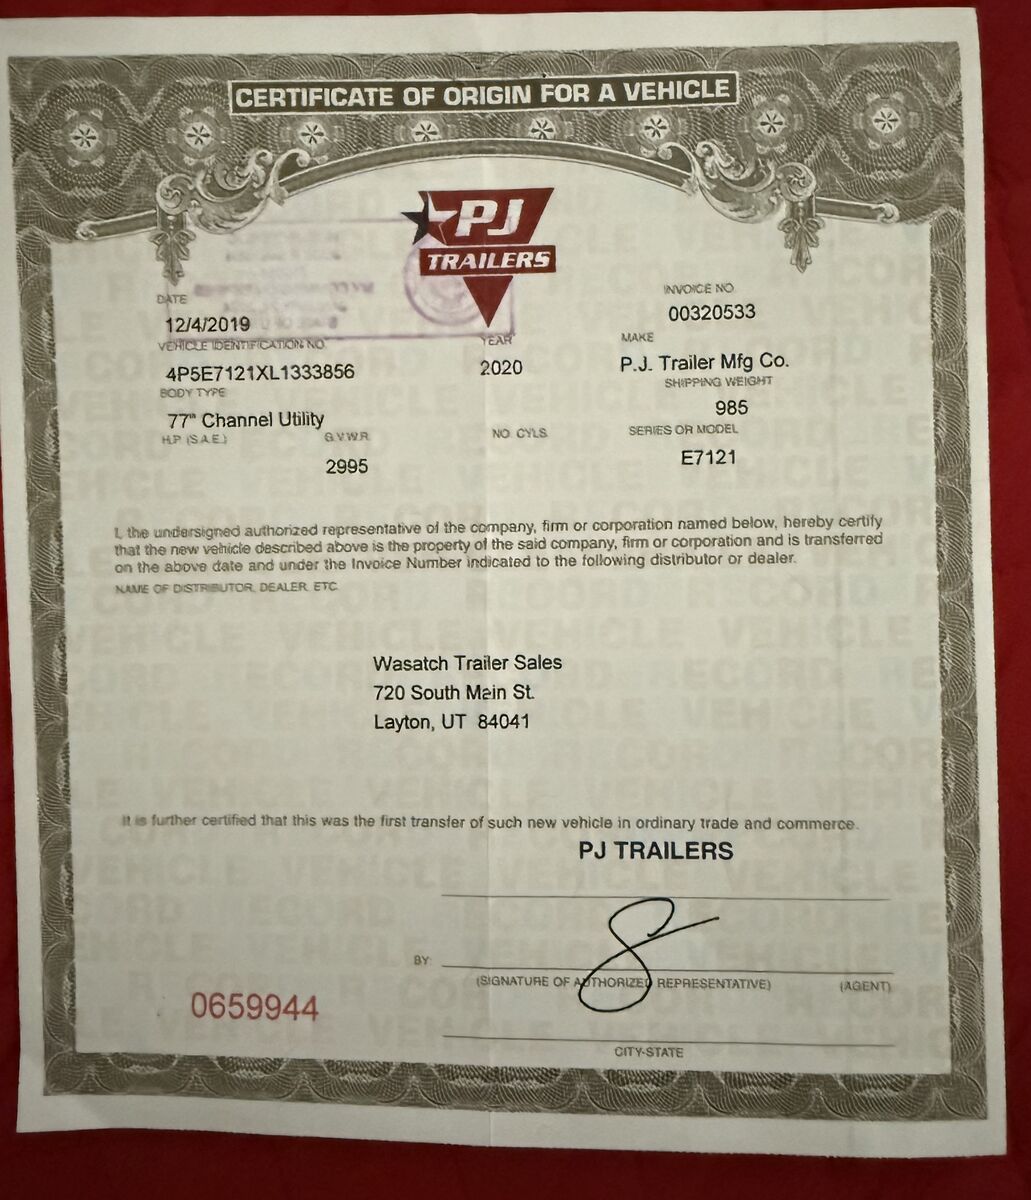 CERTIFICATE OF ORIGIN FOR A VEHICLE
PJ
TRAILERS
DATE
12/4/2019
INVOICE NO.
00320533
VEHICLE IDENTIFICATION NO.
4P5E7121XL1333856
YEAR
2020
MAKE
P.J. Trailer Mfg Co.
BODY TYPE
77" Channel Utility
SHIPPING WEIGHT
985
H.P. (S.A.E.)
G.V.W.R.
2995
NO. CYLS.
SERIES OR MODEL
E7121
I, the undersigned authorized representative of the company, firm or corporation named below, hereby certify
that the new vehicle described above is the property of the said company, firm or corporation and is transferred
on the above date and under the Invoice Number indicated to the following distributor or dealer.
NAME OF DISTRIBUTOR, DEALER, ETC.
Wasatch Trailer Sales
720 South Main St.
Layton, UT 84041
It is further certified that this was the first transfer of such new vehicle in ordinary trade and commerce.
PJ TRAILERS
BY:
(SIGNATURE OF AUTHORIZED REPRESENTATIVE) (AGENT)
0659944
CITY-STATE